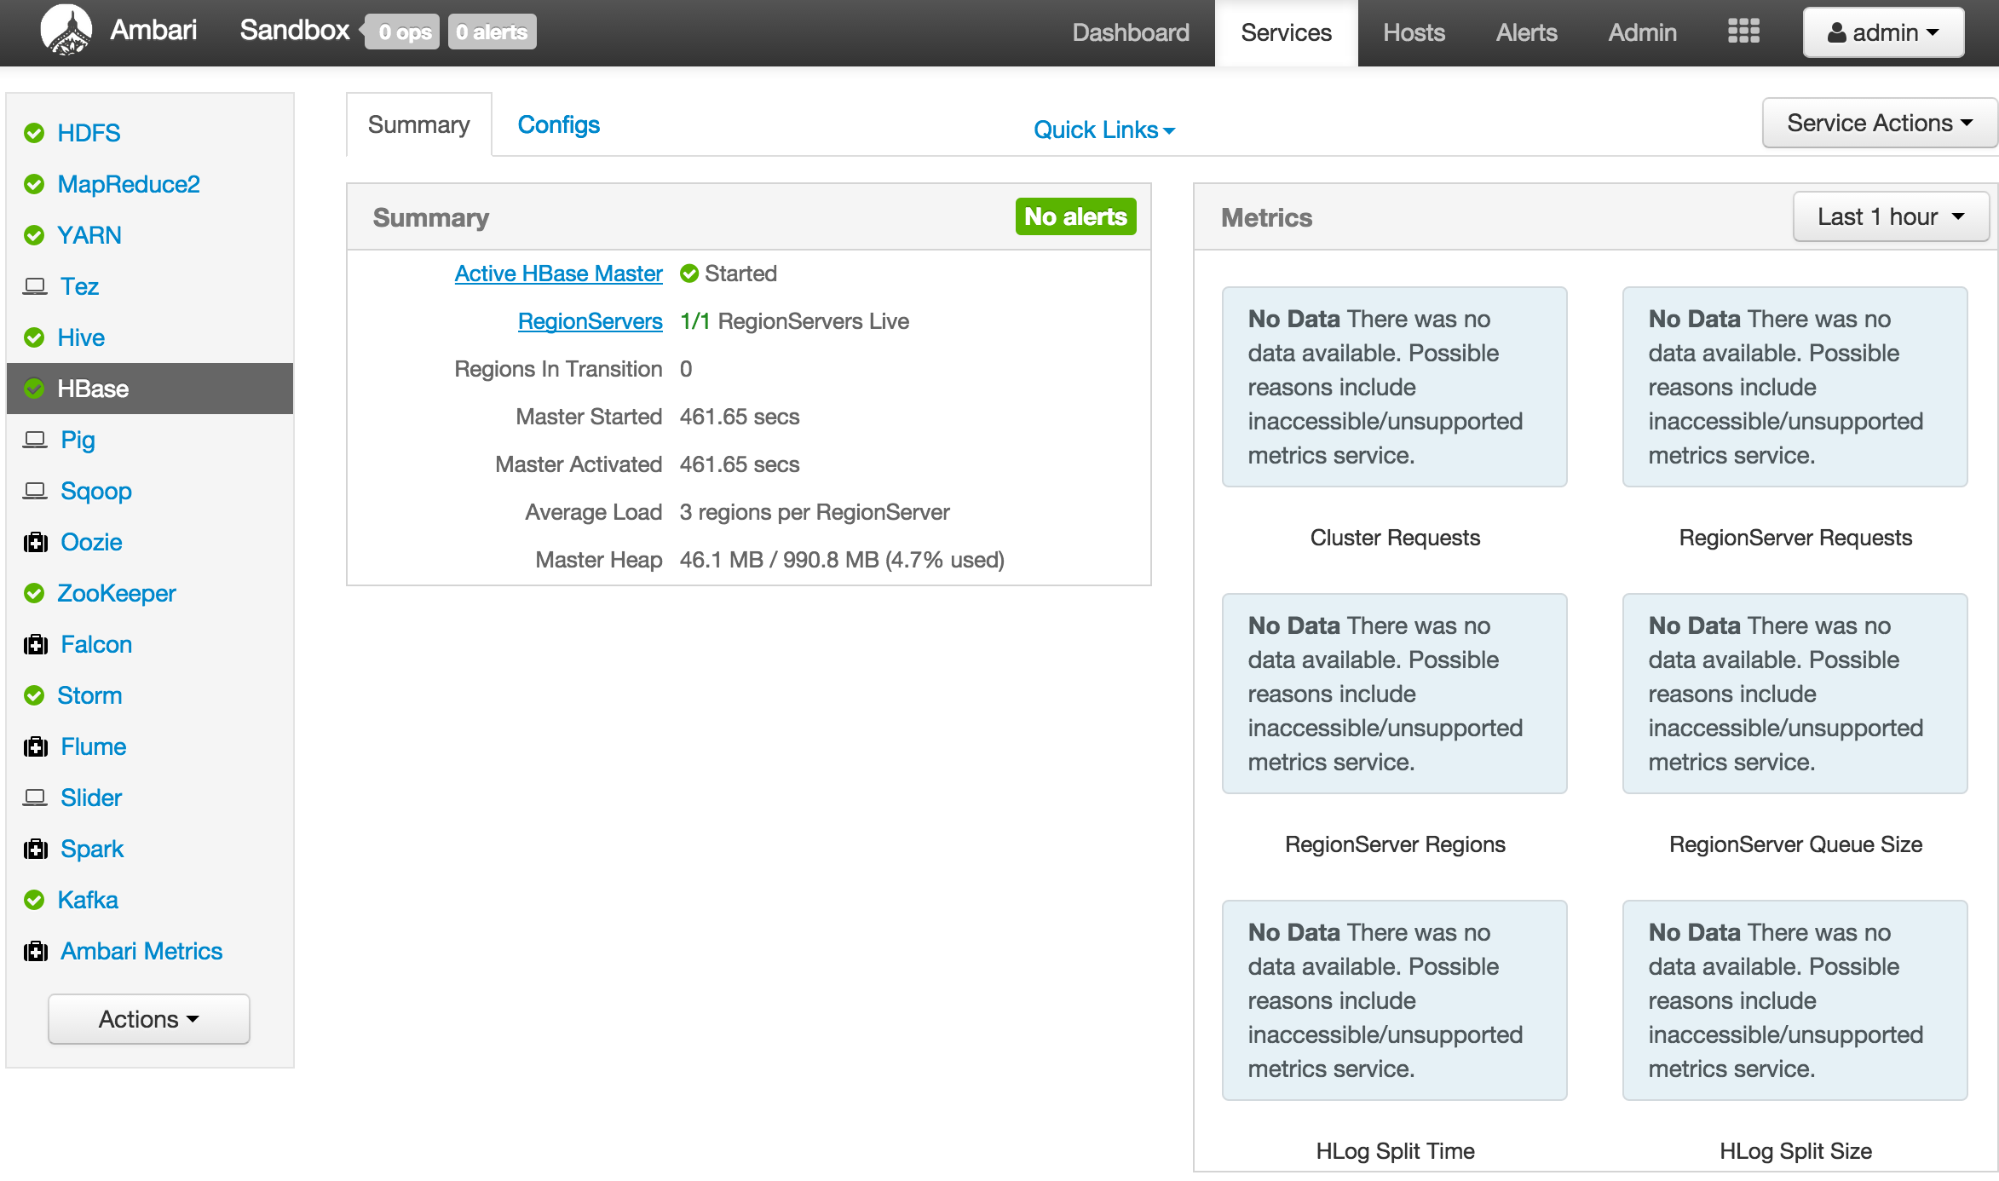 Ambari Sandbox 0 ops 0 alerts Dashboard Services Hosts Alerts Admin admin
HDFS
MapReduce2
YARN
Tez
Hive
HBase
Pig
Sqoop
Oozie
ZooKeeper
Falcon
Storm
Flume
Slider
Spark
Kafka
Ambari Metrics
Actions
Summary Configs Quick Links Service Actions
Summary No alerts
Active HBase Master Started
RegionServers 1/1 RegionServers Live
Regions In Transition 0
Master Started 461.65 secs
Master Activated 461.65 secs
Average Load 3 regions per RegionServer
Master Heap 46.1 MB / 990.8 MB (4.7% used)
Metrics Last 1 hour
No Data There was no
data available. Possible
reasons include
inaccessible/unsupported
metrics service.
Cluster Requests
No Data There was no
data available. Possible
reasons include
inaccessible/unsupported
metrics service.
RegionServer Requests
No Data There was no
data available. Possible
reasons include
inaccessible/unsupported
metrics service.
RegionServer Regions
No Data There was no
data available. Possible
reasons include
inaccessible/unsupported
metrics service.
RegionServer Queue Size
No Data There was no
data available. Possible
reasons include
inaccessible/unsupported
metrics service.
HLog Split Time
No Data There was no
data available. Possible
reasons include
inaccessible/unsupported
metrics service.
HLog Split Size